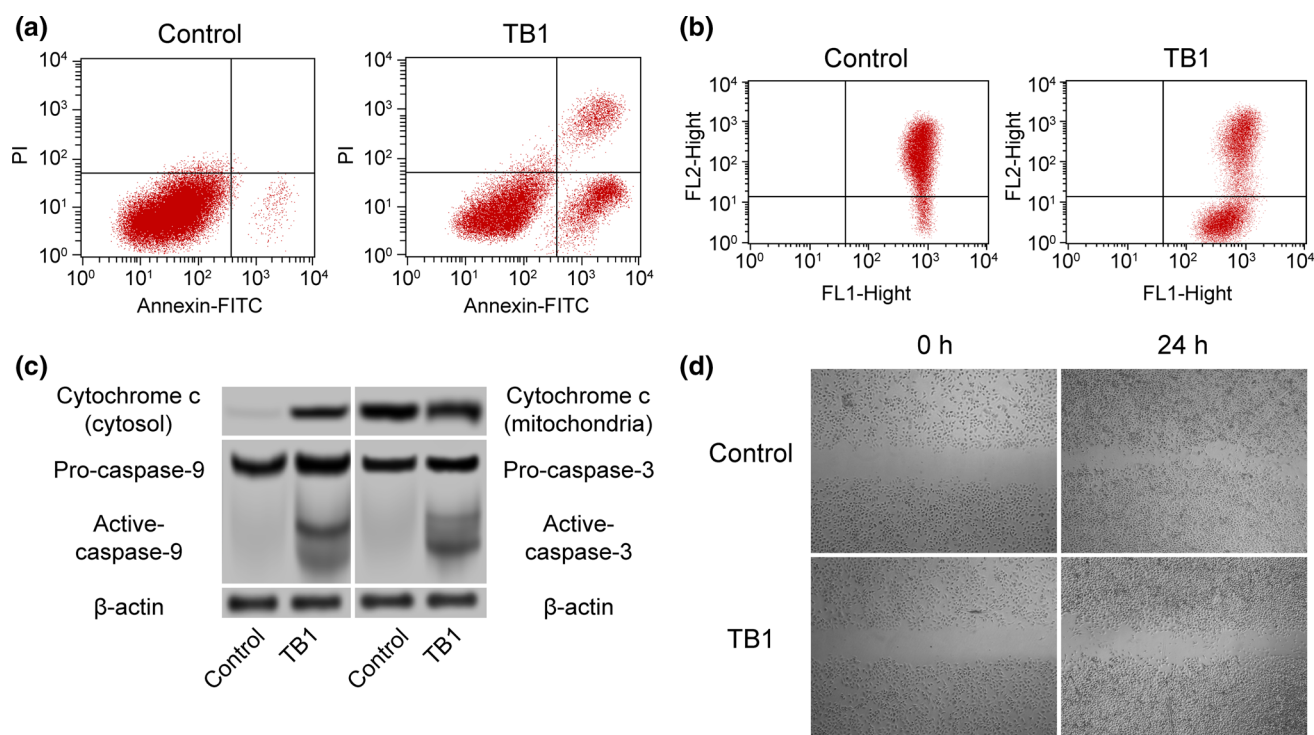 (a)
Control
TB1
10⁴
10³
10²
10¹
10⁰
PI
10⁰ 10¹ 10² 10³ 10⁴
Annexin-FITC
10⁴
10³
10²
10¹
10⁰
PI
10⁰ 10¹ 10² 10³ 10⁴
Annexin-FITC
(b)
Control
TB1
10⁴
10³
10²
10¹
10⁰
FL2-Hight
10⁰ 10¹ 10² 10³ 10⁴
FL1-Hight
10⁴
10³
10²
10¹
10⁰
FL2-Hight
10⁰ 10¹ 10² 10³ 10⁴
FL1-Hight
(c)
Cytochrome c
(cytosol)
Cytochrome c
(mitochondria)
Pro-caspase-9
Pro-caspase-3
Active-
caspase-9
Active-
caspase-3
β-actin
β-actin
Control
TB1
Control
TB1
(d)
0 h
24 h
Control
TB1